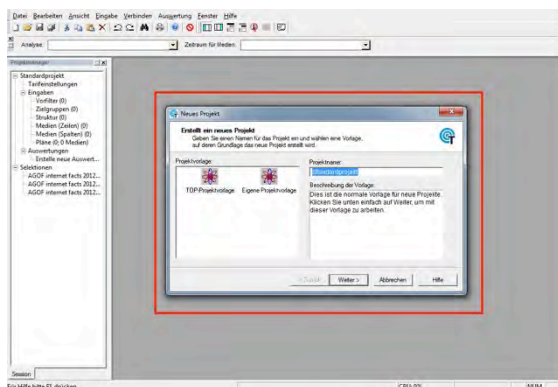 Datei Bearbeiten Ansicht Eingabe Verbinden Auswertung Fenster Hilfe
Analyse:
Zeitraum für Reden:
Projektmanager
Standardprojekt
Tarifeinstellungen
Eingaben
Vorfilter (0)
Zielgruppen (0)
Struktur (0)
Medien (Zeilen) (0)
Medien (Spalten) (0)
Pläne (0; 0 Medien)
Auswertungen
Erstelle neue Auswert...
Selektionen
AGOF internet facts 2012...
AGOF internet facts 2012...
AGOF internet facts 2012...
Session
Für Hilfe bitte F1 drücken
CPU: 0%
NUM
Neues Projekt
Erstellt ein neues Projekt
Geben Sie einen Namen für das Projekt ein und wählen eine Vorlage,
auf deren Grundlage das neue Projekt erstellt wird.
Projektvorlage:
TOP-Projektvorlage Eigene Projektvorlage
Projektname:
Standardprojekt
Beschreibung der Vorlage:
Dies ist die normale Vorlage für neue Projekte.
Klicken Sie unten einfach auf Weiter, um mit
dieser Vorlage zu arbeiten.
< Zurück Weiter > Abbrechen Hilfe